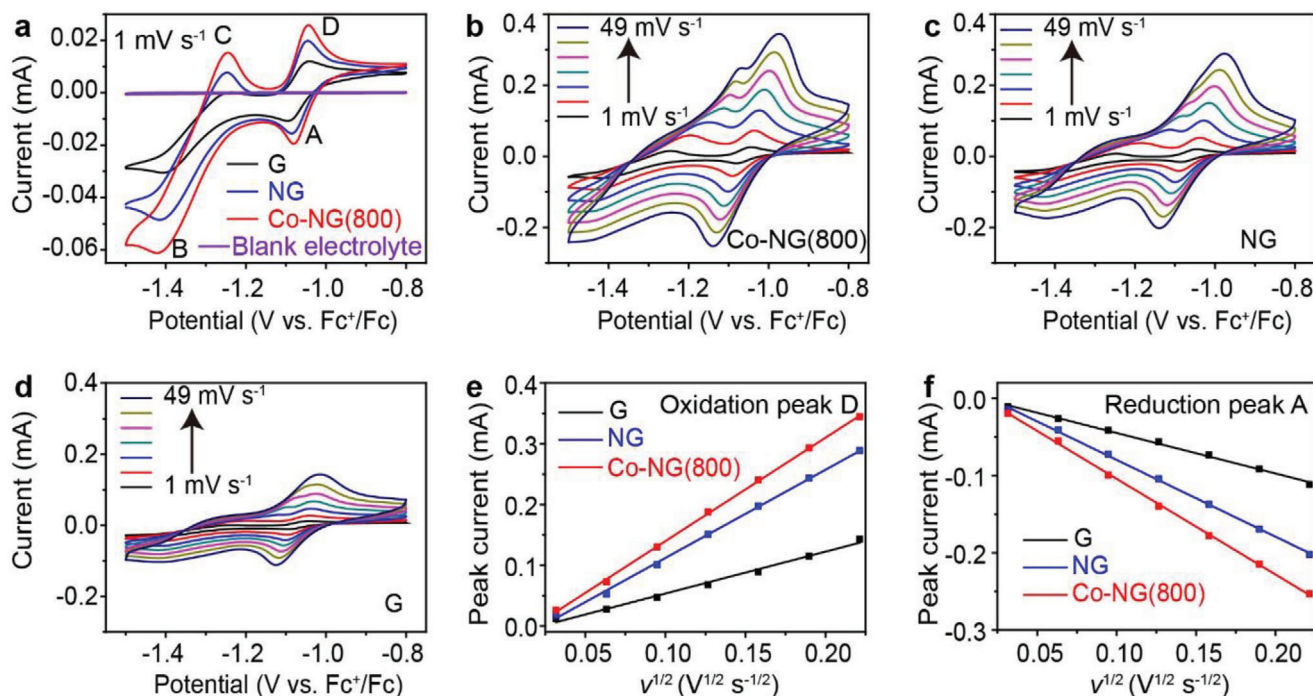 a
1 mV s⁻¹
C
D
A
B
G
NG
Co-NG(800)
Blank electrolyte
0.02
0.00
-0.02
-0.04
-0.06
Current (mA)
-1.4 -1.2 -1.0 -0.8
Potential (V vs. Fc⁺/Fc)
b
49 mV s⁻¹
1 mV s⁻¹
Co-NG(800)
0.4
0.2
0.0
-0.2
Current (mA)
-1.4 -1.2 -1.0 -0.8
Potential (V vs. Fc⁺/Fc)
c
49 mV s⁻¹
1 mV s⁻¹
NG
0.4
0.2
0.0
-0.2
Current (mA)
-1.4 -1.2 -1.0 -0.8
Potential (V vs. Fc⁺/Fc)
d
49 mV s⁻¹
1 mV s⁻¹
G
0.4
0.2
0.0
-0.2
Current (mA)
-1.4 -1.2 -1.0 -0.8
Potential (V vs. Fc⁺/Fc)
e
G
NG
Co-NG(800)
Oxidation peak D
0.4
0.3
0.2
0.1
0.0
Peak current (mA)
0.05 0.10 0.15 0.20
v¹/² (V¹/² s⁻¹/²)
f
Reduction peak A
G
NG
Co-NG(800)
0.0
-0.1
-0.2
-0.3
Peak current (mA)
0.05 0.10 0.15 0.20
v¹/² (V¹/² s⁻¹/²)